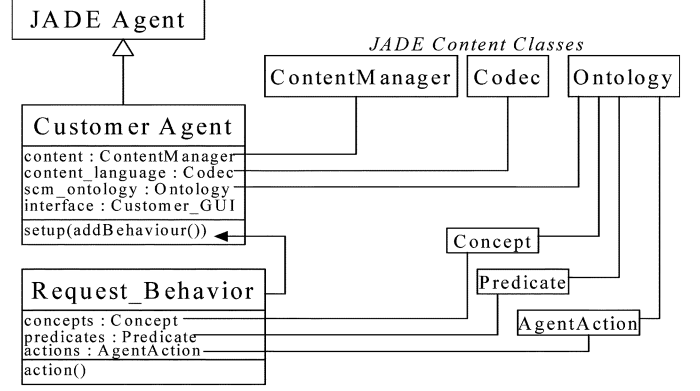 JADE Agent
JADE Content Classes
ContentManager
Codec
Ontology
Customer Agent
content : ContentManager
content_language : Codec
scm_ontology : Ontology
interface : Customer_GUI
setup(addBehaviour())
Concept
Predicate
AgentAction
Request_Behavior
concepts : Concept
predicates : Predicate
actions : AgentAction
action()